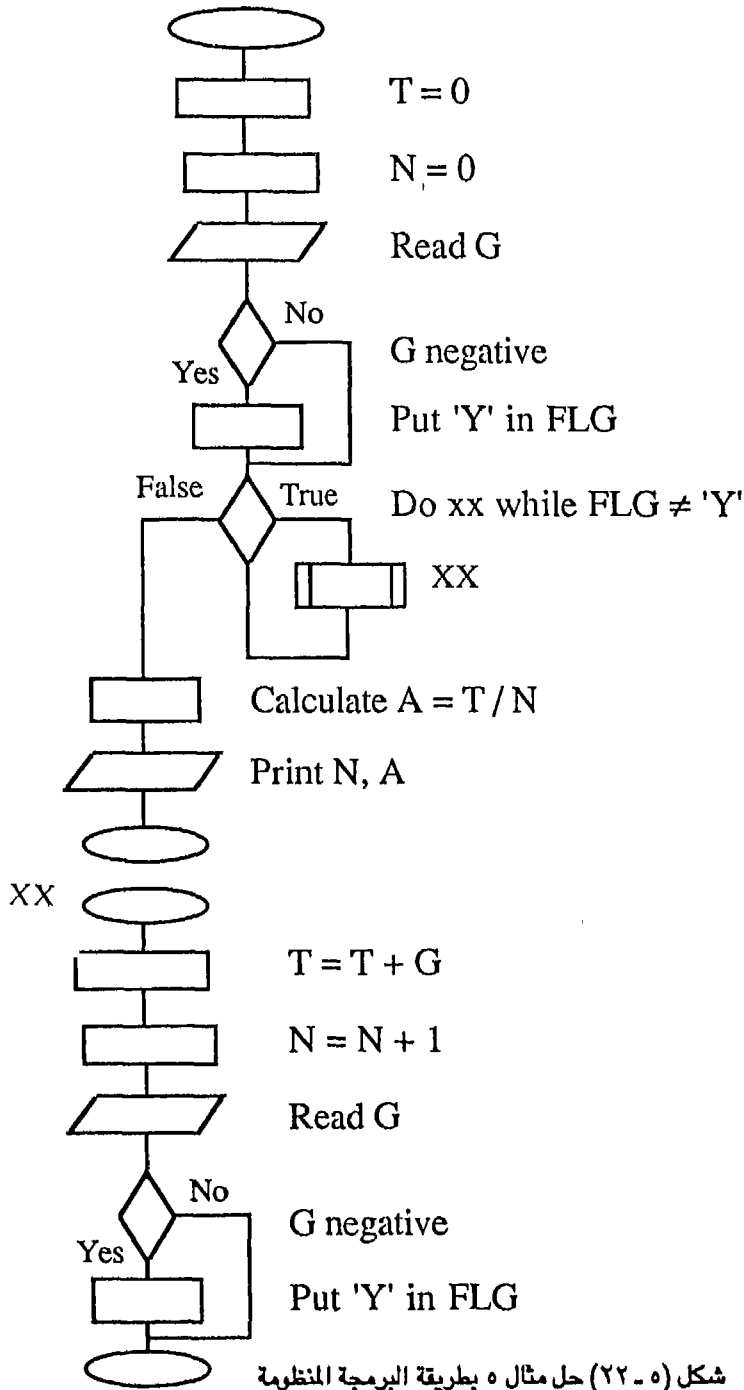 T = 0
N = 0
Read G
No
G negative
Yes
Put 'Y' in FLG
False
True
Do xx while FLG ≠ 'Y'
XX
Calculate A = T / N
Print N, A
XX
T = T + G
N = N + 1
Read G
No
G negative
Yes
Put 'Y' in FLG
شكل (٥ - ٢٢) حل مثال ٥ بطريقة البرمجة المنظومة